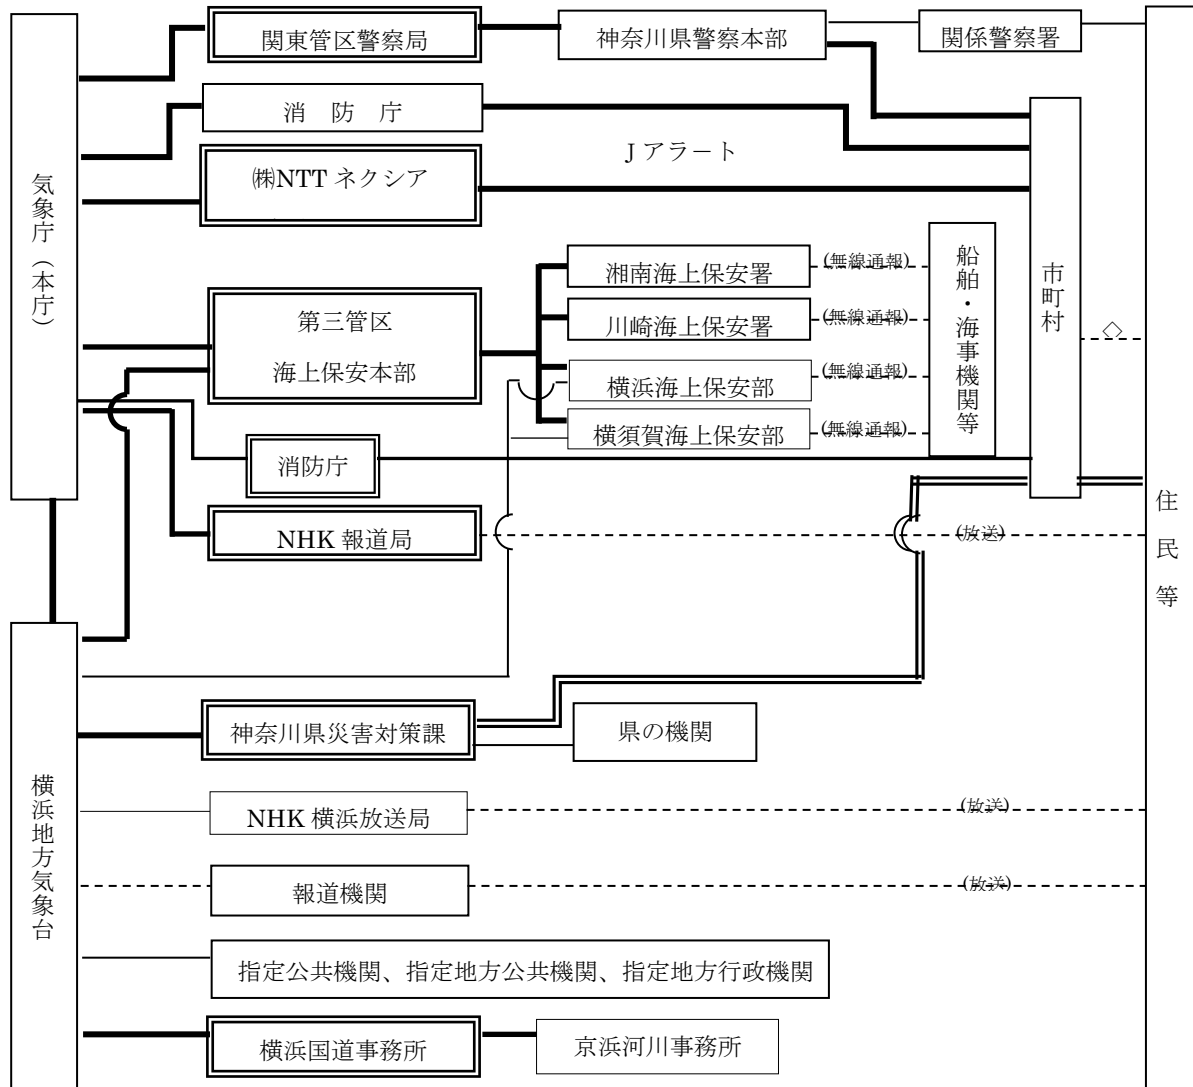 関東管区警察局
神奈川県警察本部
関係警察署
消 防 庁
Jアラート
㈱NTTネクシア
気象庁（本庁）
第三管区
海上保安本部
湘南海上保安署
(無線通報)
川崎海上保安署
(無線通報)
横浜海上保安部
(無線通報)
横須賀海上保安部
(無線通報)
船舶・海事機関等
市町村
◇
消防庁
NHK報道局
(放送)
住民等
神奈川県災害対策課
県の機関
横浜地方気象台
NHK横浜放送局
(放送)
報道機関
(放送)
指定公共機関、指定地方公共機関、指定地方行政機関
横浜国道事務所
京浜河川事務所